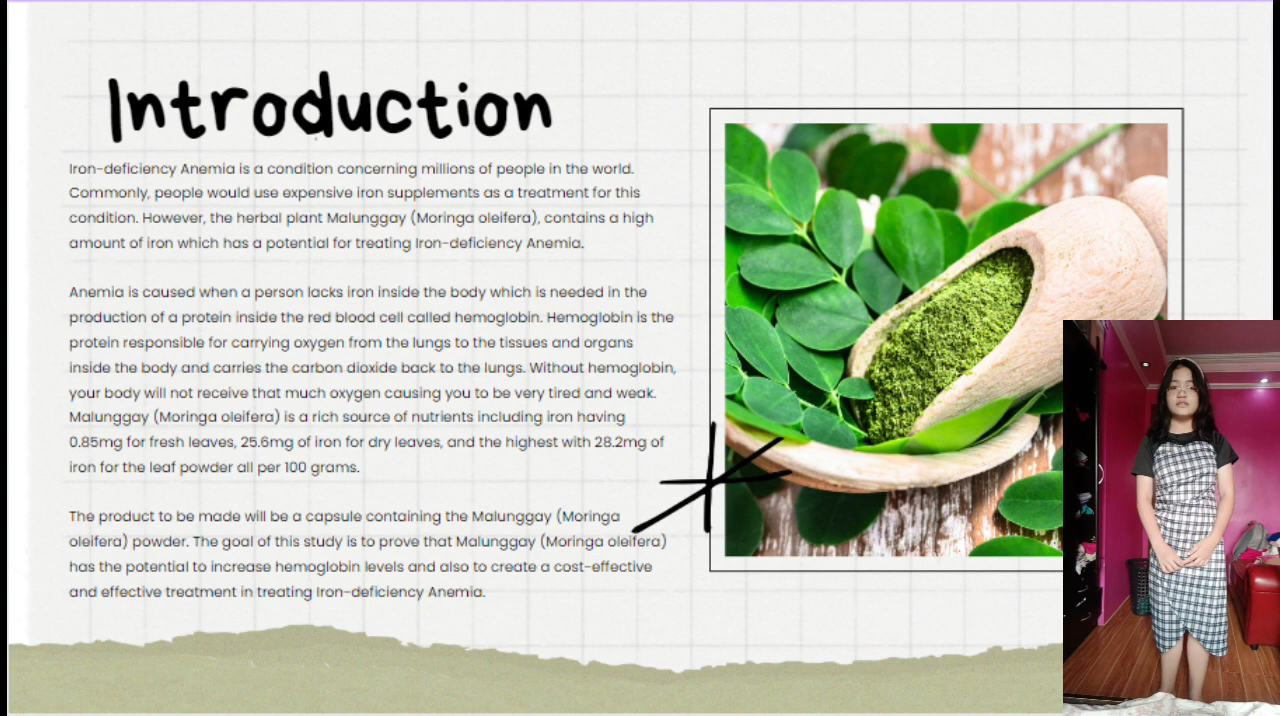 Introduction
Iron-deficiency Anemia is a condition concerning millions of people in the world.
Commonly, people would use expensive iron supplements as a treatment for this
condition. However, the herbal plant Malunggay (Moringa oleifera), contains a high
amount of iron which has a potential for treating Iron-deficiency Anemia.
Anemia is caused when a person lacks iron inside the body which is needed in the
production of a protein inside the red blood cell called hemoglobin. Hemoglobin is the
protein responsible for carrying oxygen from the lungs to the tissues and organs
inside the body and carries the carbon dioxide back to the lungs. Without hemoglobin,
your body will not receive that much oxygen causing you to be very tired and weak.
Malunggay (Moringa oleifera) is a rich source of nutrients including iron having
0.85mg for fresh leaves, 25.6mg of iron for dry leaves, and the highest with 28.2mg of
iron for the leaf powder all per 100 grams.
The product to be made will be a capsule containing the Malunggay (Moringa
oleifera) powder. The goal of this study is to prove that Malunggay (Moringa oleifera)
has the potential to increase hemoglobin levels and also to create a cost-effective
and effective treatment in treating Iron-deficiency Anemia.